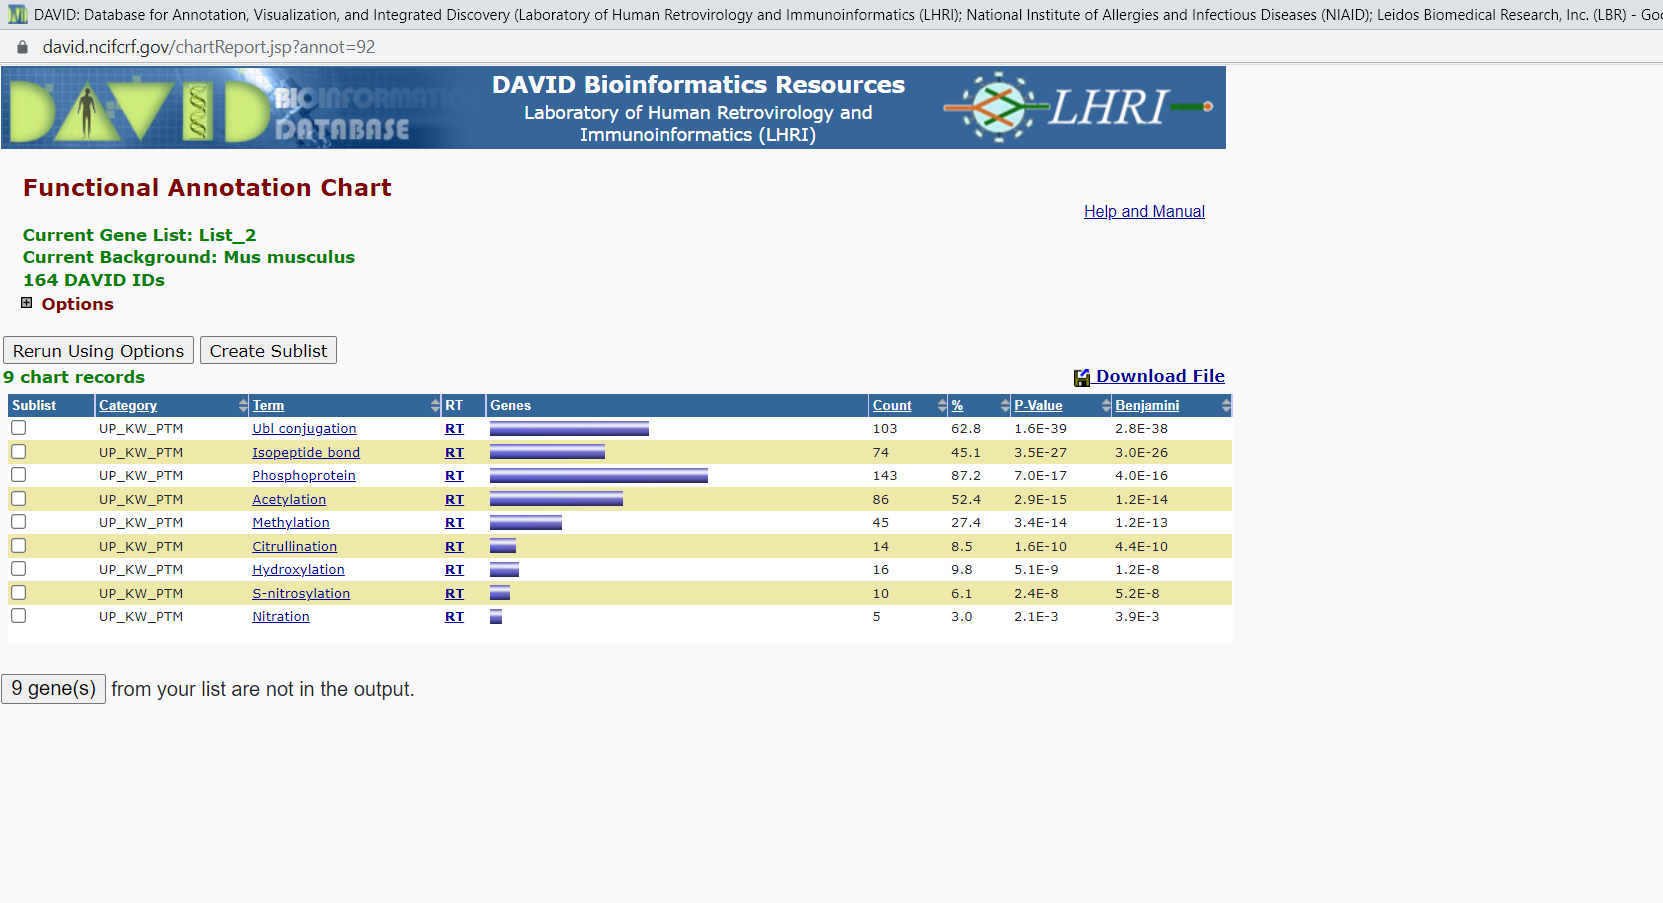 DAVID: Database for Annotation, Visualization, and Integrated Discovery (Laboratory of Human Retrovirology and Immunoinformatics (LHRI); National Institute of Allergies and Infectious Diseases (NIAID); Leidos Biomedical Research, Inc. (LBR) - Goo
david.ncifcrf.gov/chartReport.jsp?annot=92
DAVID BIOINFORMATICS DATABASE
DAVID Bioinformatics Resources
Laboratory of Human Retrovirology and
Immunoinformatics (LHRI)
LHRI
Functional Annotation Chart
Help and Manual
Current Gene List: List_2
Current Background: Mus musculus
164 DAVID IDs
Options
Rerun Using Options Create Sublist
9 chart records Download File
Sublist Category Term RT Genes Count % P-Value Benjamini
UP_KW_PTM Ubl conjugation RT 103 62.8 1.6E-39 2.8E-38
UP_KW_PTM Isopeptide bond RT 74 45.1 3.5E-27 3.0E-26
UP_KW_PTM Phosphoprotein RT 143 87.2 7.0E-17 4.0E-16
UP_KW_PTM Acetylation RT 86 52.4 2.9E-15 1.2E-14
UP_KW_PTM Methylation RT 45 27.4 3.4E-14 1.2E-13
UP_KW_PTM Citrullination RT 14 8.5 1.6E-10 4.4E-10
UP_KW_PTM Hydroxylation RT 16 9.8 5.1E-9 1.2E-8
UP_KW_PTM S-nitrosylation RT 10 6.1 2.4E-8 5.2E-8
UP_KW_PTM Nitration RT 5 3.0 2.1E-3 3.9E-3
9 gene(s) from your list are not in the output.